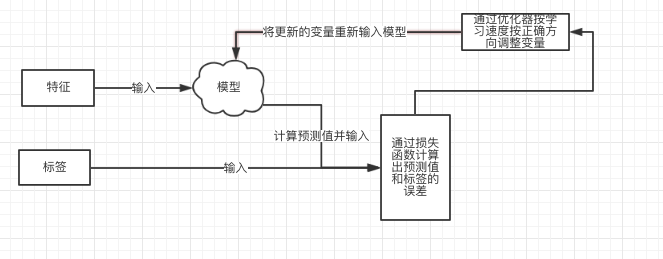 通过优化器按学
习速度按正确方
向调整变量
将更新的变量重新输入模型
特征
输入
模型
计算预测值并输入
通过损失
函数计算
出预测值
和标签的
误差
标签
输入